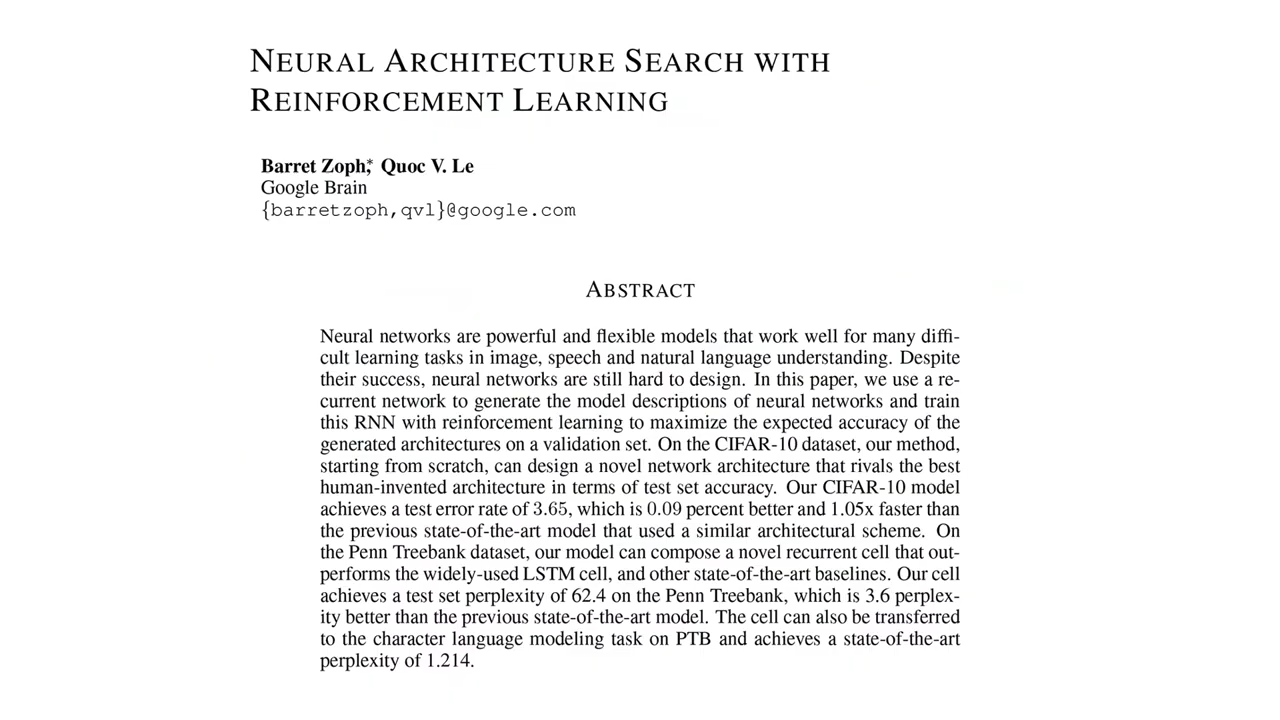 NEURAL ARCHITECTURE SEARCH WITH
REINFORCEMENT LEARNING
Barret Zoph,* Quoc V. Le
Google Brain
{barretzoph,qvl}@google.com
ABSTRACT
Neural networks are powerful and flexible models that work well for many diffi-
cult learning tasks in image, speech and natural language understanding. Despite
their success, neural networks are still hard to design. In this paper, we use a re-
current network to generate the model descriptions of neural networks and train
this RNN with reinforcement learning to maximize the expected accuracy of the
generated architectures on a validation set. On the CIFAR-10 dataset, our method,
starting from scratch, can design a novel network architecture that rivals the best
human-invented architecture in terms of test set accuracy. Our CIFAR-10 model
achieves a test error rate of 3.65, which is 0.09 percent better and 1.05x faster than
the previous state-of-the-art model that used a similar architectural scheme. On
the Penn Treebank dataset, our model can compose a novel recurrent cell that out-
performs the widely-used LSTM cell, and other state-of-the-art baselines. Our cell
achieves a test set perplexity of 62.4 on the Penn Treebank, which is 3.6 perplex-
ity better than the previous state-of-the-art model. The cell can also be transferred
to the character language modeling task on PTB and achieves a state-of-the-art
perplexity of 1.214.